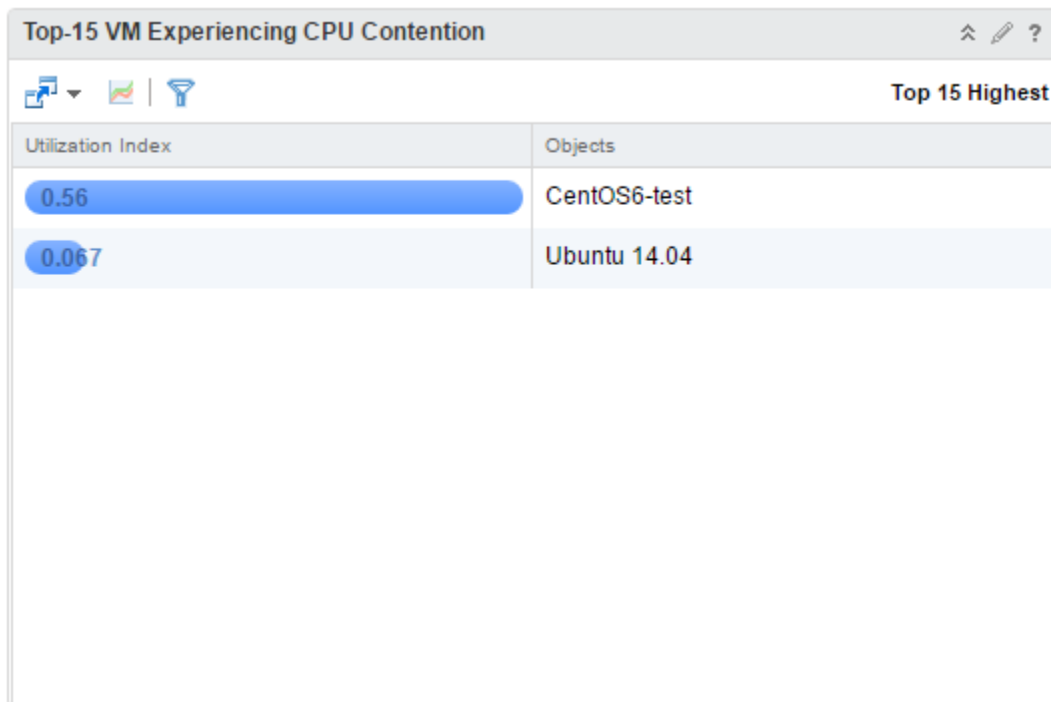 Top-15 VM Experiencing CPU Contention ?
Top 15 Highest
Utilization Index Objects
0.56 CentOS6-test
0.067 Ubuntu 14.04